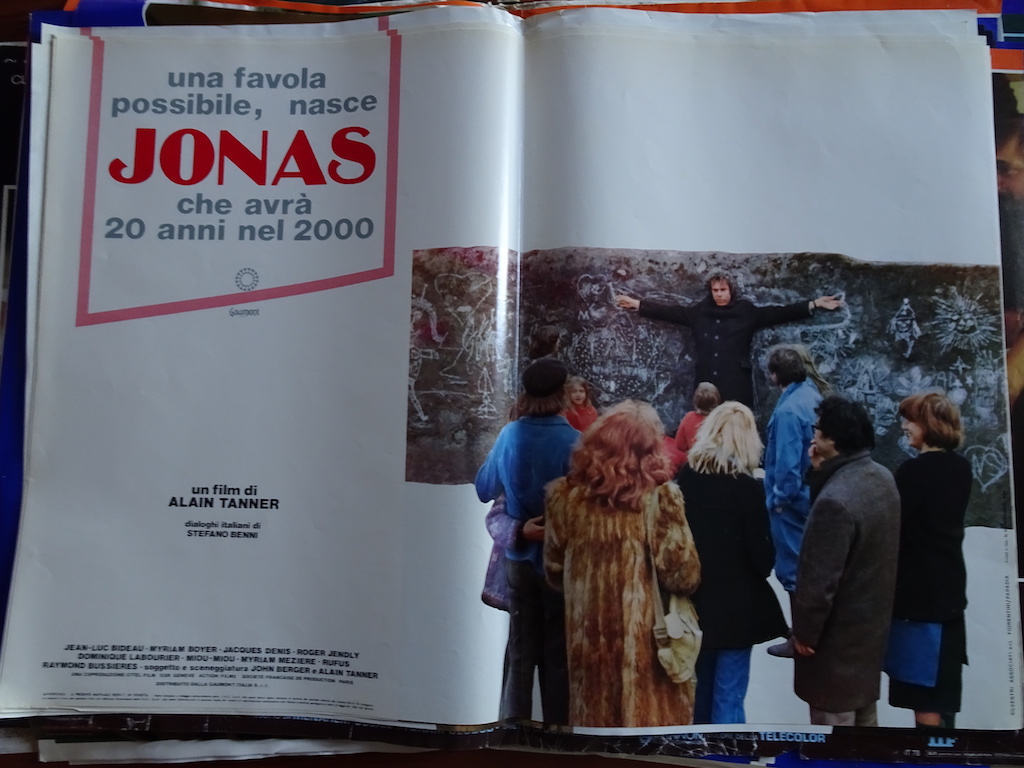 una favola
possibile, nasce
JONAS
che avrà
20 anni nel 2000
Gaumont
un film di
ALAIN TANNER
dialoghi italiani di
STEFANO BENNI
JEAN-LUC BIDEAU · MYRIAM BOYER · JACQUES DENIS · ROGER JENDLY
DOMINIQUE LABOURIER · MIOU-MIOU · MYRIAM MEZIERE · RUFUS
RAYMOND BUSSIERES · soggetto e sceneggiatura JOHN BERGER e ALAIN TANNER
UNA COPRODUZIONE CITEL FILM SSR GENEVE ACTION FILMS SOCIÉTÉ FRANCAISE DE PRODUCTION PARIS
DISTRIBUITO DALLA GAUMONT ITALIA S.r.l.
TELECOLOR